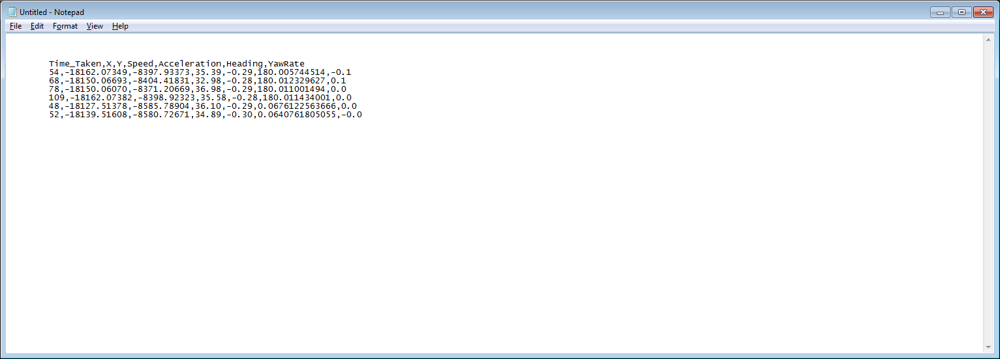 Untitled - Notepad
File Edit Format View Help
Time_Taken,X,Y,Speed,Acceleration,Heading,YawRate
54,-18162.07349,-8397.93373,35.39,-0.29,180.005744514,-0.1
68,-18150.06693,-8404.41831,32.98,-0.28,180.012329627,0.1
78,-18150.06070,-8371.20669,36.98,-0.29,180.011001494,0.0
109,-18162.07382,-8398.92323,35.58,-0.28,180.011434001,0.0
48,-18127.51378,-8585.78904,36.10,-0.29,0.0676122563666,0.0
52,-18139.51608,-8580.72671,34.89,-0.30,0.0640761805055,-0.0